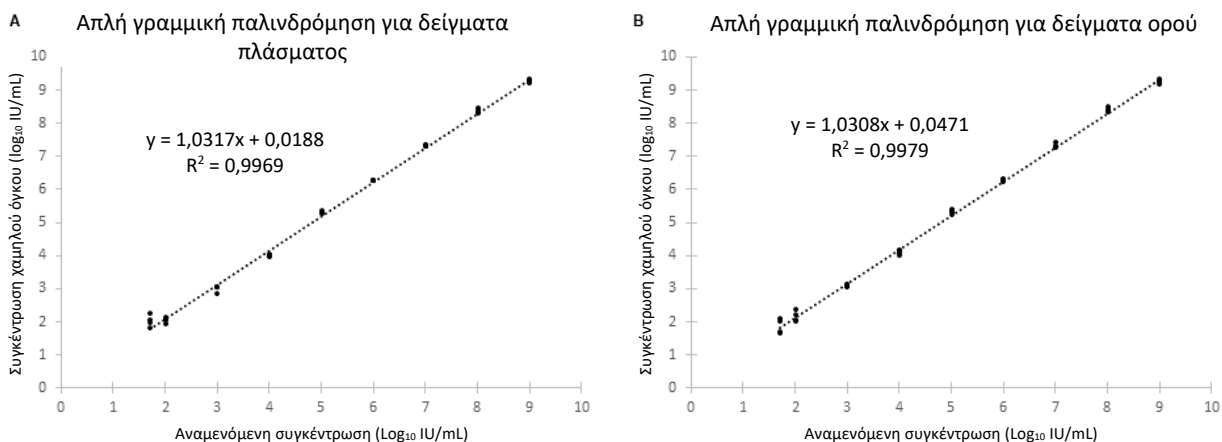 A
Απλή γραμμική παλινδρόμηση για δείγματα
πλάσματος
Συγκέντρωση χαμηλού όγκου (log₁₀ IU/mL)
10
9
8
7
6
5
4
3
2
1
0
y = 1,0317x + 0,0188
R² = 0,9969
0 1 2 3 4 5 6 7 8 9 10
Αναμενόμενη συγκέντρωση (Log₁₀ IU/mL)
B
Απλή γραμμική παλινδρόμηση για δείγματα ορού
Συγκέντρωση χαμηλού όγκου (log₁₀ IU/mL)
10
9
8
7
6
5
4
3
2
1
0
y = 1,0308x + 0,0471
R² = 0,9979
0 1 2 3 4 5 6 7 8 9 10
Αναμενόμενη συγκέντρωση (Log₁₀ IU/mL)